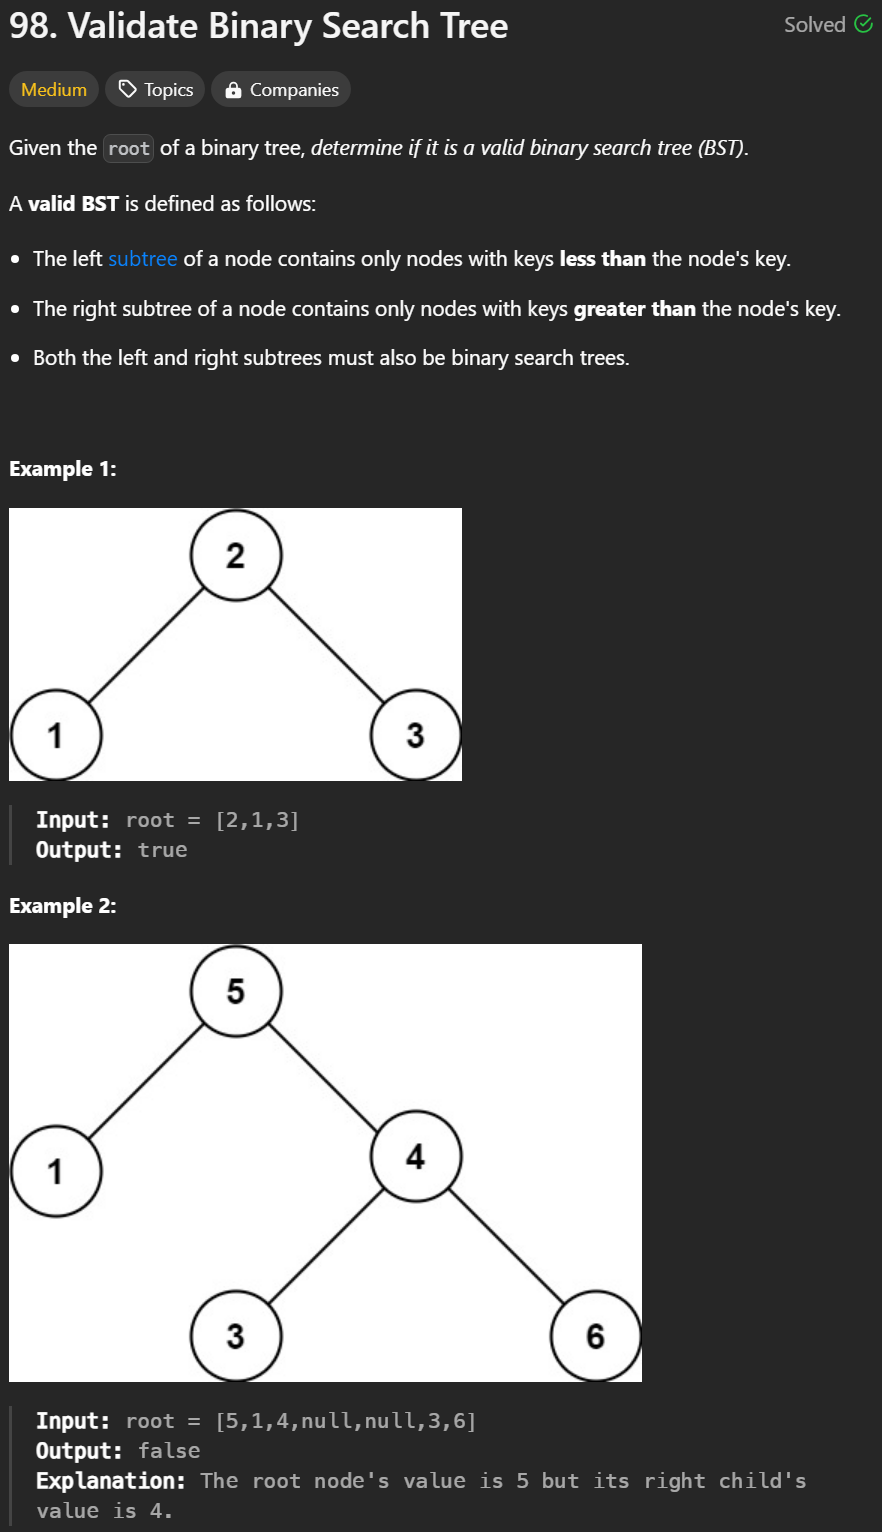 98. Validate Binary Search Tree
Solved
Medium
Topics
Companies
Given the root of a binary tree, determine if it is a valid binary search tree (BST).
A valid BST is defined as follows:
• The left subtree of a node contains only nodes with keys less than the node's key.
• The right subtree of a node contains only nodes with keys greater than the node's key.
• Both the left and right subtrees must also be binary search trees.
Example 1:
2
1
3
Input: root = [2,1,3]
Output: true
Example 2:
5
1
4
3
6
Input: root = [5,1,4,null,null,3,6]
Output: false
Explanation: The root node's value is 5 but its right child's
value is 4.